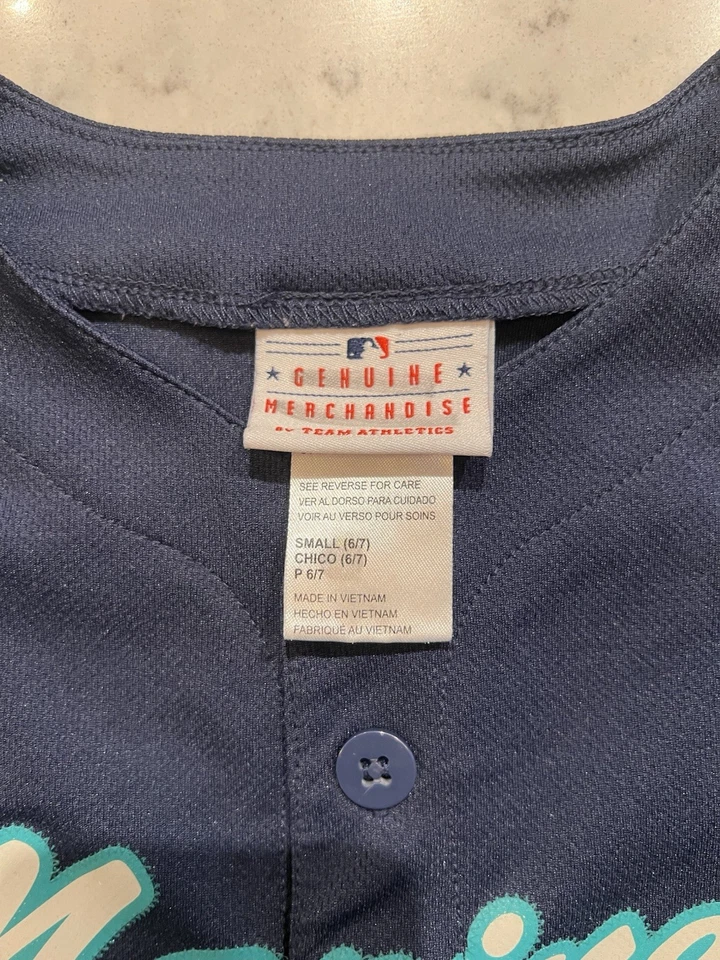 GENUINE
MERCHANDISE
BY TEAM ATHLETICS
SEE REVERSE FOR CARE
VER AL DORSO PARA CUIDADO
VOIR AU VERSO POUR SOINS
SMALL (6/7)
CHICO (6/7)
P 6/7
MADE IN VIETNAM
HECHO EN VIETNAM
FABRIQUÉ AU VIETNAM